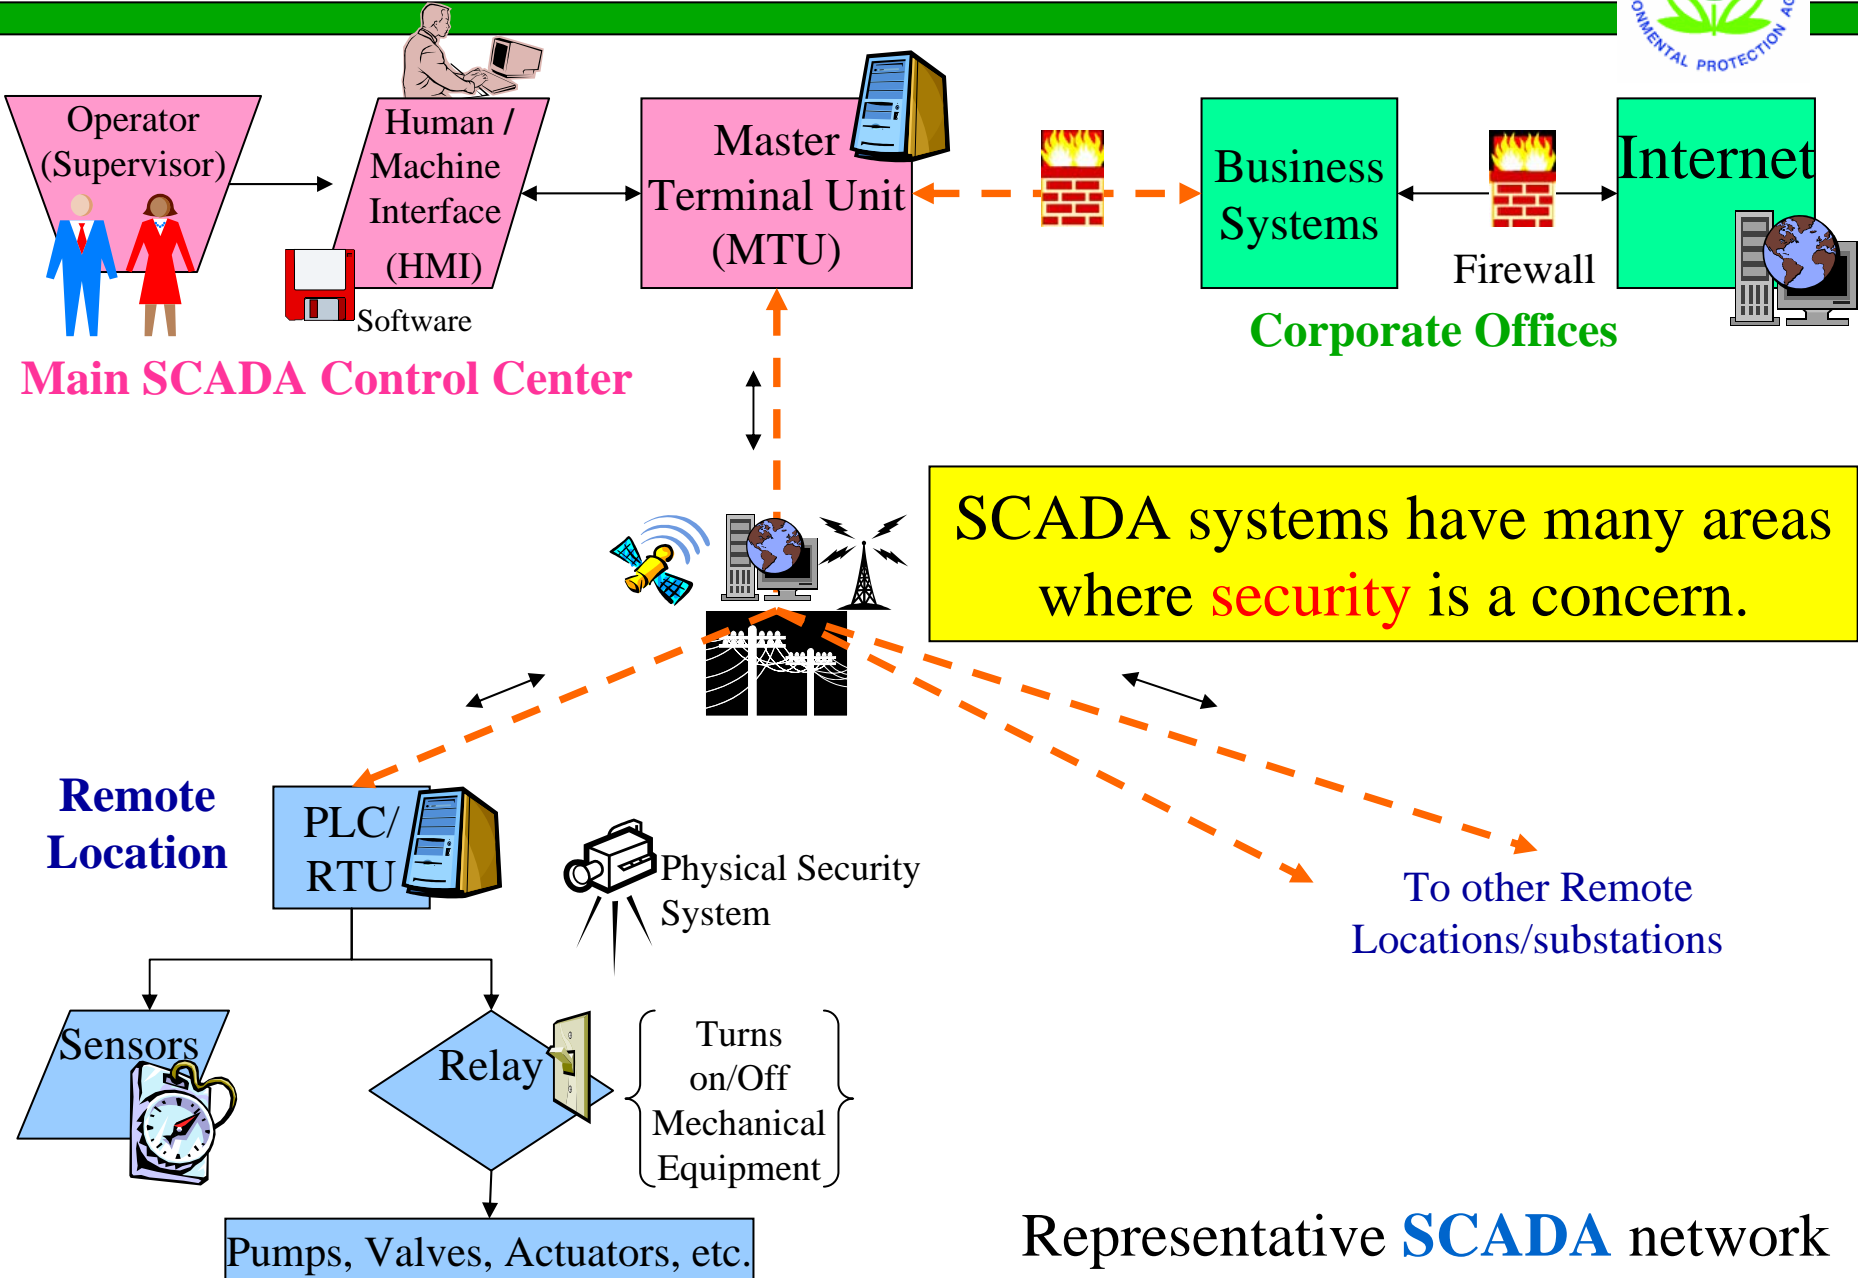 ONMENTAL PROTECTION
Operator
(Supervisor)
Human /
Machine
Interface
(HMI)
Software
Master
Terminal Unit
(MTU)
Business
Systems
Firewall
Internet
Corporate Offices
Main SCADA Control Center
SCADA systems have many areas
where security is a concern.
Remote
Location
PLC/
RTU
Physical Security
System
To other Remote
Locations/substations
Sensors
Relay
Turns
on/Off
Mechanical
Equipment
Pumps, Valves, Actuators, etc.
Representative SCADA network